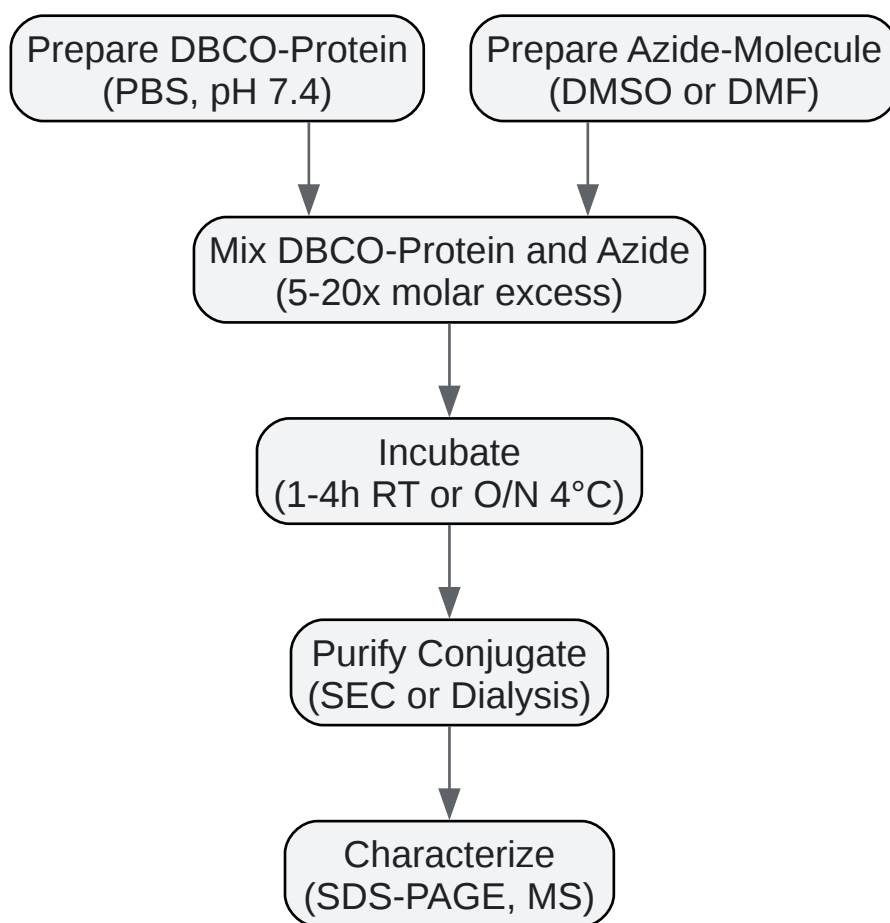 Prepare DBCO-Protein
(PBS, pH 7.4)
Prepare Azide-Molecule
(DMSO or DMF)
Mix DBCO-Protein and Azide
(5-20x molar excess)
Incubate
(1-4h RT or O/N 4°C)
Purify Conjugate
(SEC or Dialysis)
Characterize
(SDS-PAGE, MS)